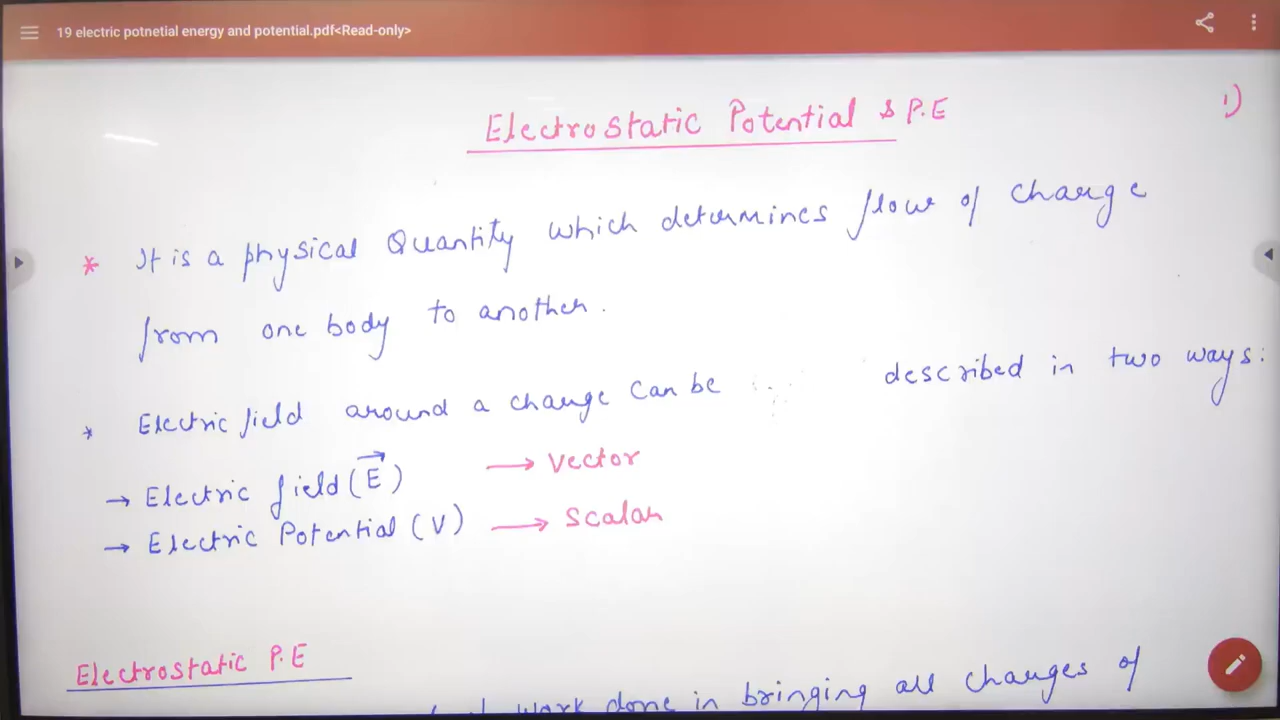 19 electric potnetial energy and potential.pdf<Read-only>
Electrostatic Potential & P.E
1)
* It is a physical Quantity which determines flow of charge
from one body to another.
* Electric field around a charge can be described in two ways:
→ Electric field (E⃗) → Vector
→ Electric Potential (V) → Scalar
Electrostatic P.E
work done in bringing all charges of